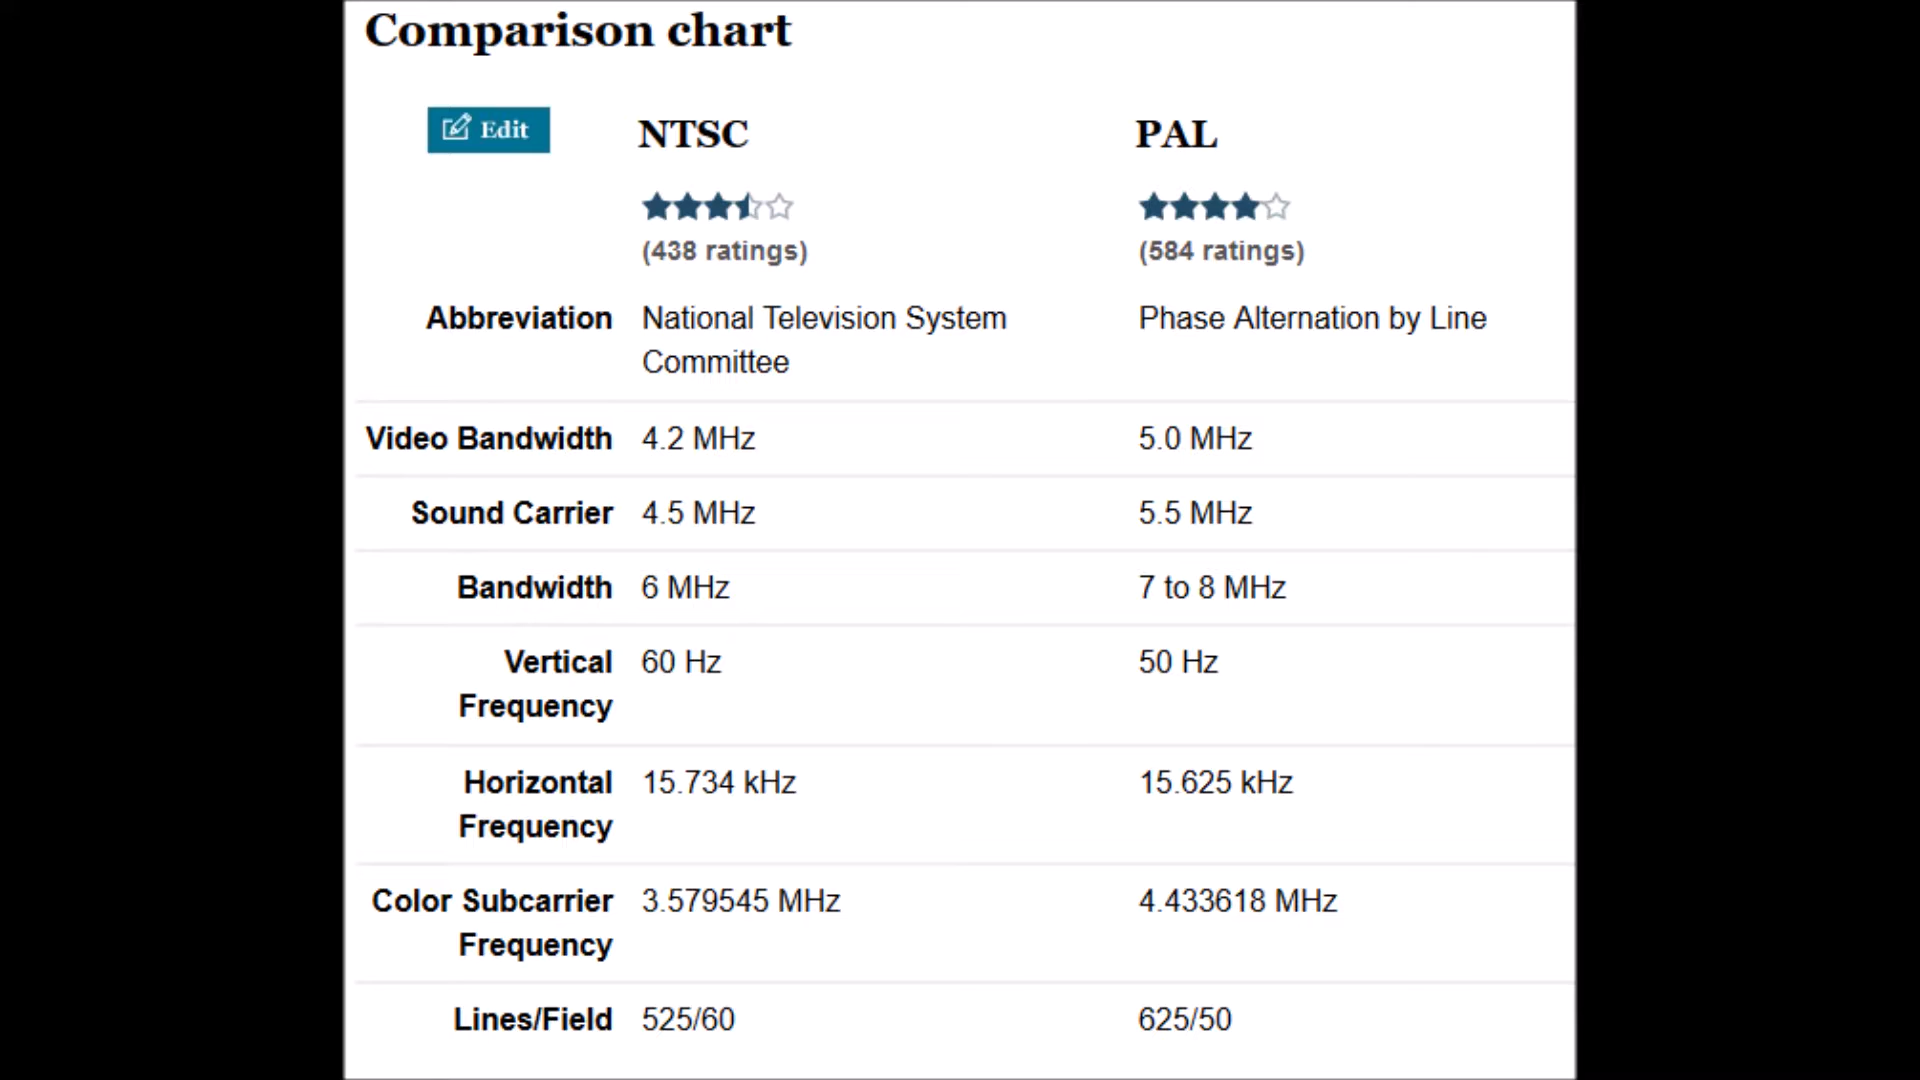 Comparison chart
Edit NTSC PAL
(438 ratings) (584 ratings)
Abbreviation National Television System Phase Alternation by Line
Committee
Video Bandwidth 4.2 MHz 5.0 MHz
Sound Carrier 4.5 MHz 5.5 MHz
Bandwidth 6 MHz 7 to 8 MHz
Vertical 60 Hz 50 Hz
Frequency
Horizontal 15.734 kHz 15.625 kHz
Frequency
Color Subcarrier 3.579545 MHz 4.433618 MHz
Frequency
Lines/Field 525/60 625/50